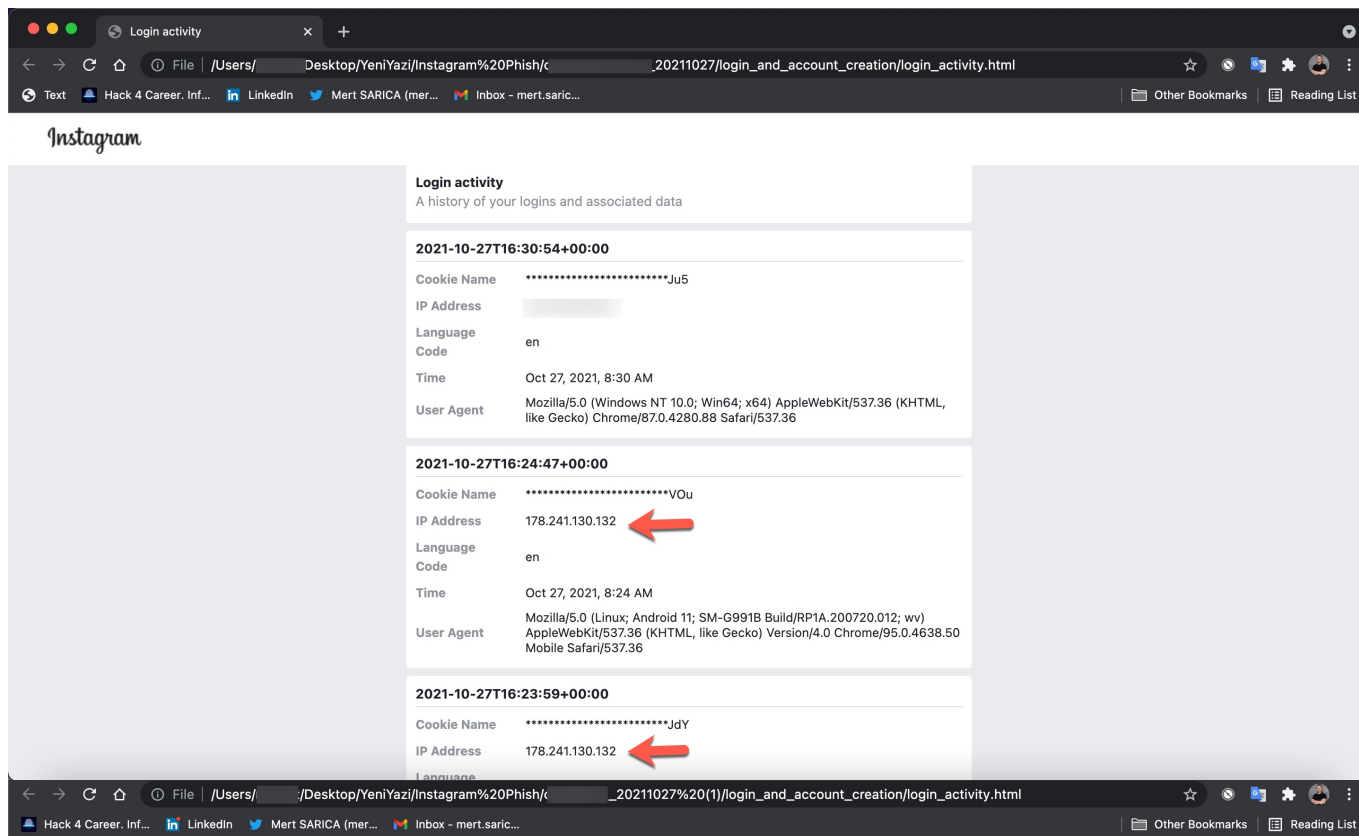 Login activity
File | /Users/ Desktop/YeniYazi/Instagram%20Phish/c _20211027/login_and_account_creation/login_activity.html
Text Hack 4 Career. Inf... LinkedIn Mert SARICA (mer... Inbox - mert.saric... Other Bookmarks Reading List
Instagram
Login activity
A history of your logins and associated data
2021-10-27T16:30:54+00:00
Cookie Name *************************Ju5
IP Address
Language
Code
en
Time Oct 27, 2021, 8:30 AM
User Agent
Mozilla/5.0 (Windows NT 10.0; Win64; x64) AppleWebKit/537.36 (KHTML,
like Gecko) Chrome/87.0.4280.88 Safari/537.36
2021-10-27T16:24:47+00:00
Cookie Name *************************VOu
IP Address 178.241.130.132
Language
Code
en
Time Oct 27, 2021, 8:24 AM
User Agent
Mozilla/5.0 (Linux; Android 11; SM-G991B Build/RP1A.200720.012; wv)
AppleWebKit/537.36 (KHTML, like Gecko) Version/4.0 Chrome/95.0.4638.50
Mobile Safari/537.36
2021-10-27T16:23:59+00:00
Cookie Name *************************JdY
IP Address 178.241.130.132
Language
File | /Users/ :/Desktop/YeniYazi/Instagram%20Phish/c _20211027%20(1)/login_and_account_creation/login_activity.html
Hack 4 Career. Inf... LinkedIn Mert SARICA (mer... Inbox - mert.saric... Other Bookmarks Reading List